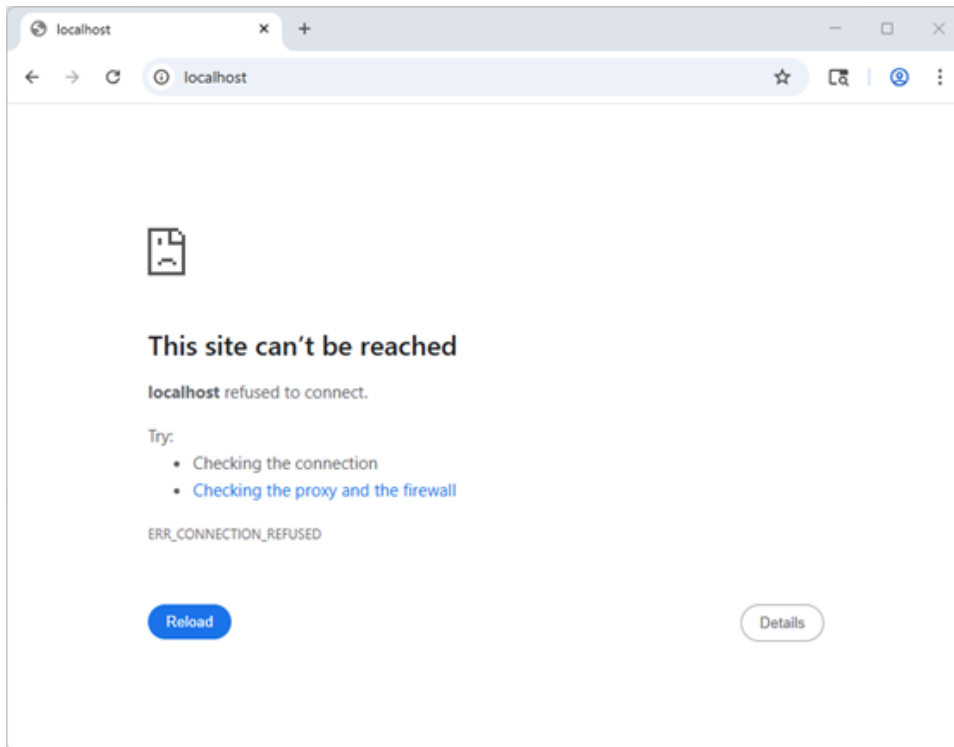 localhost
localhost
This site can’t be reached
localhost refused to connect.
Try:
• Checking the connection
• Checking the proxy and the firewall
ERR_CONNECTION_REFUSED
Reload
Details